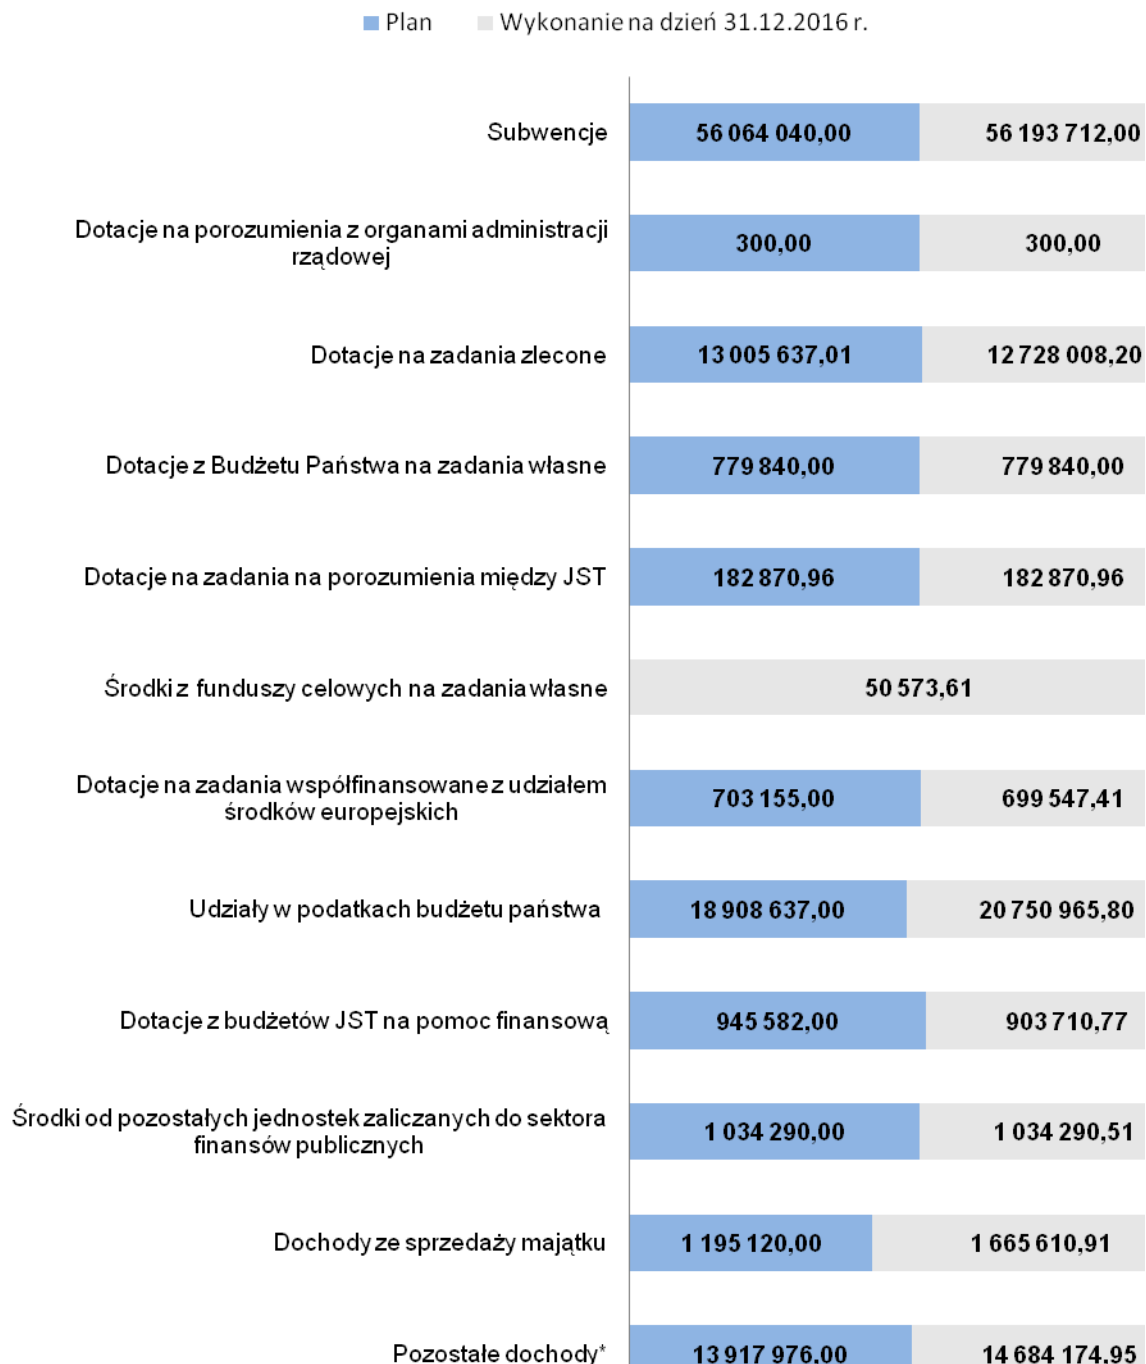 Plan Wykonanie na dzień 31.12.2016 r.
Subwencje 56 064 040,00 56 193 712,00
Dotacje na porozumienia z organami administracji
rządowej 300,00 300,00
Dotacje na zadania zlecone 13 005 637,01 12 728 008,20
Dotacje z Budżetu Państwa na zadania własne 779 840,00 779 840,00
Dotacje na zadania na porozumienia między JST 182 870,96 182 870,96
Środki z funduszy celowych na zadania własne 50 573,61
Dotacje na zadania współfinansowane z udziałem
środków europejskich 703 155,00 699 547,41
Udziały w podatkach budżetu państwa 18 908 637,00 20 750 965,80
Dotacje z budżetów JST na pomoc finansową 945 582,00 903 710,77
Środki od pozostałych jednostek zaliczanych do sektora
finansów publicznych 1 034 290,00 1 034 290,51
Dochody ze sprzedaży majątku 1 195 120,00 1 665 610,91
Pozostałe dochody* 13 917 976,00 14 684 174,95